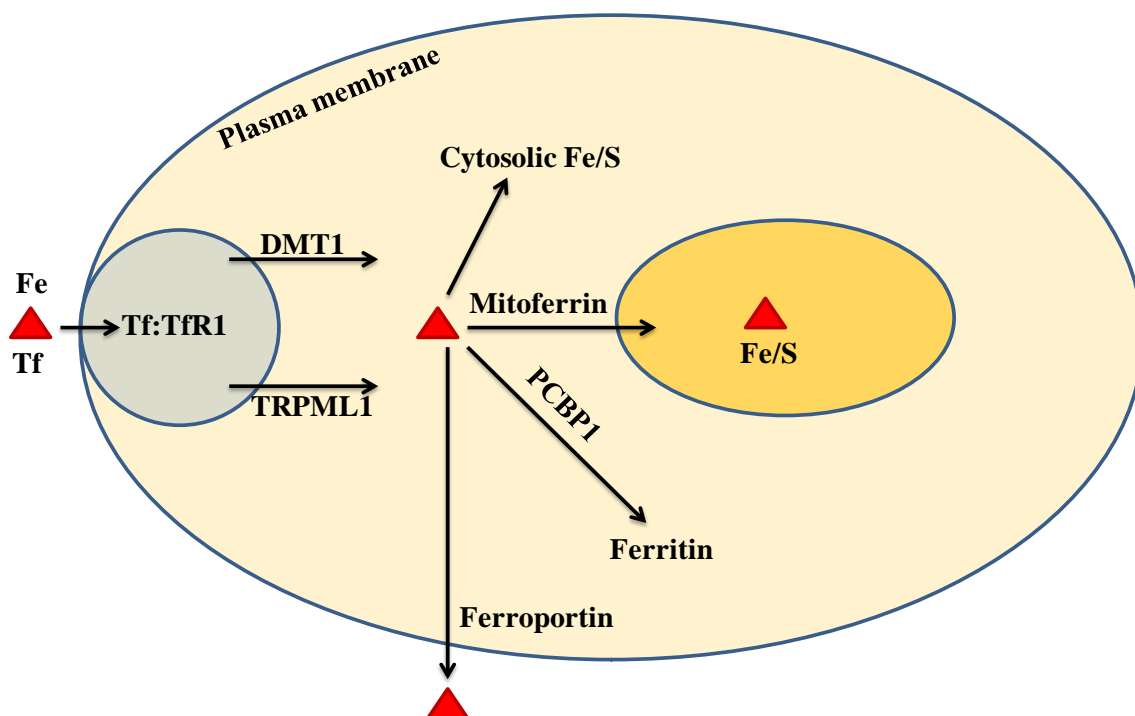 Plasma membrane
Cytosolic Fe/S
DMT1
Fe
Tf
Tf:TfR1
TRPML1
Mitoferrin
Fe/S
PCBP1
Ferritin
Ferroportin